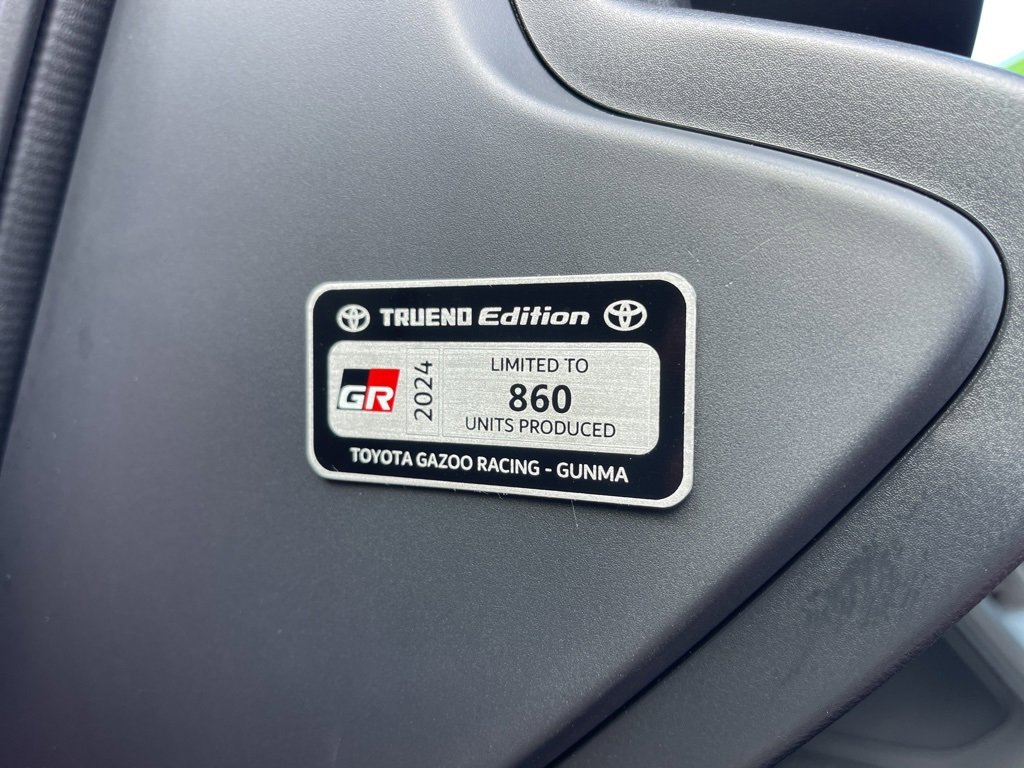 TRUENO Edition
GR
2024
LIMITED TO
860
UNITS PRODUCED
TOYOTA GAZOO RACING - GUNMA